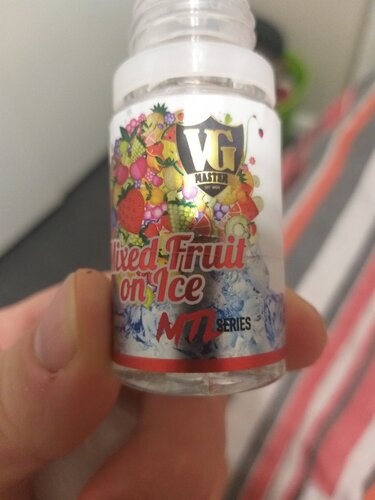 VG
MASTER
Mixed Fruit
on Ice
MTL SERIES